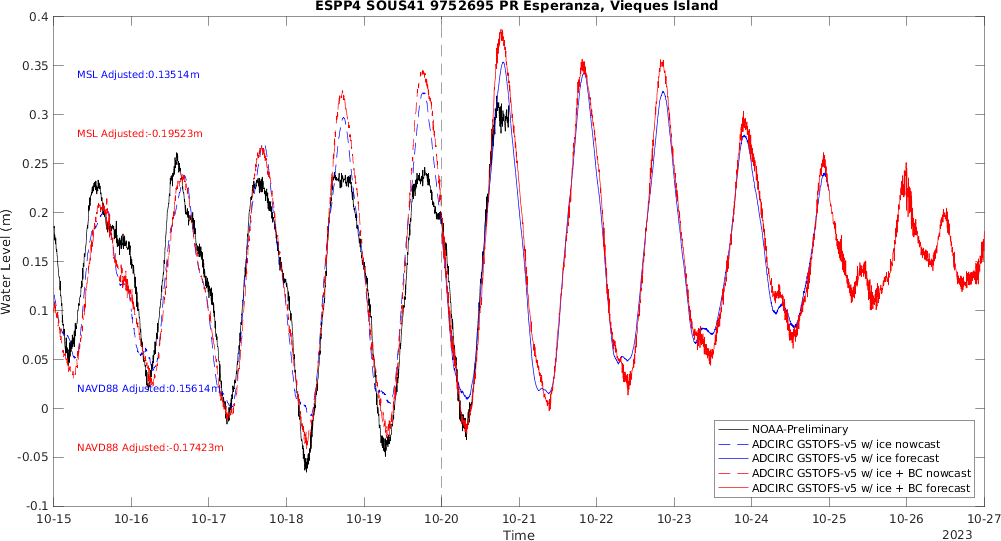 ESPP4 SOUS41 9752695 PR Esperanza, Vieques Island
0.4
0.35
0.3
0.25
0.2
0.15
0.1
0.05
0
-0.05
-0.1
Water Level (m)
MSL Adjusted:0.13514m
MSL Adjusted:-0.19523m
NAVD88 Adjusted:0.15614m
NAVD88 Adjusted:-0.17423m
NOAA-Preliminary
ADCIRC GSTOFS-v5 w/ ice nowcast
ADCIRC GSTOFS-v5 w/ ice forecast
ADCIRC GSTOFS-v5 w/ ice + BC nowcast
ADCIRC GSTOFS-v5 w/ ice + BC forecast
10-15 10-16 10-17 10-18 10-19 10-20 10-21 10-22 10-23 10-24 10-25 10-26 10-27
Time
2023